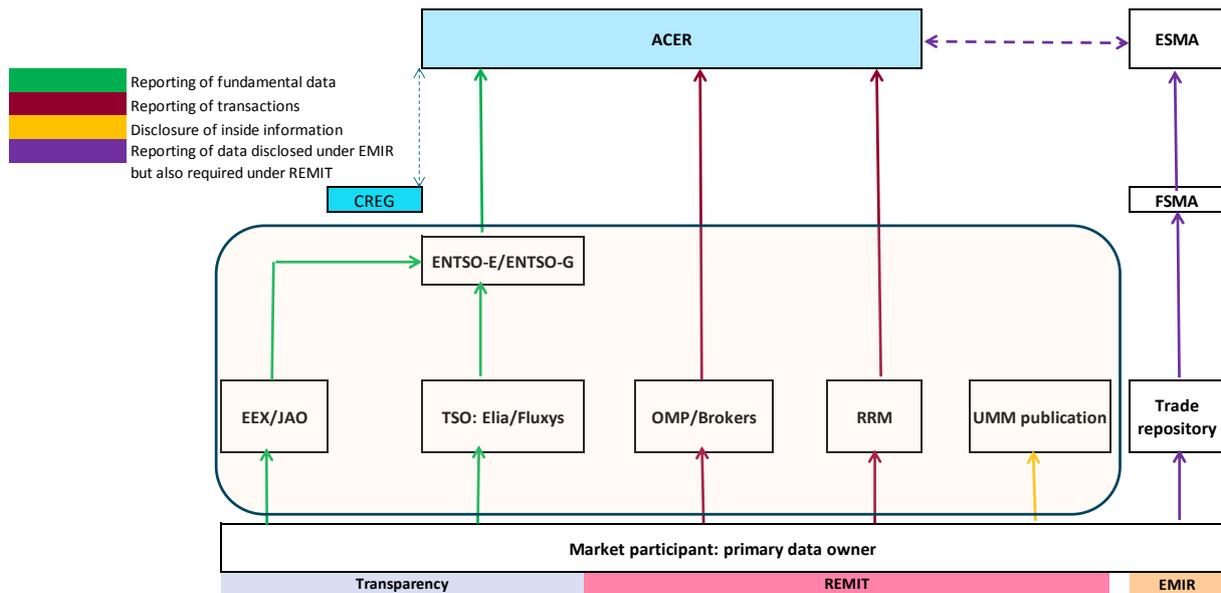 ACER
ESMA
Reporting of fundamental data
Reporting of transactions
Disclosure of inside information
Reporting of data disclosed under EMIR
but also required under REMIT
CREG
FSMA
ENTSO-E/ENTSO-G
EEX/JAO
TSO: Elia/Fluxys
OMP/Brokers
RRM
UMM publication
Trade
repository
Market participant: primary data owner
Transparency
REMIT
EMIR